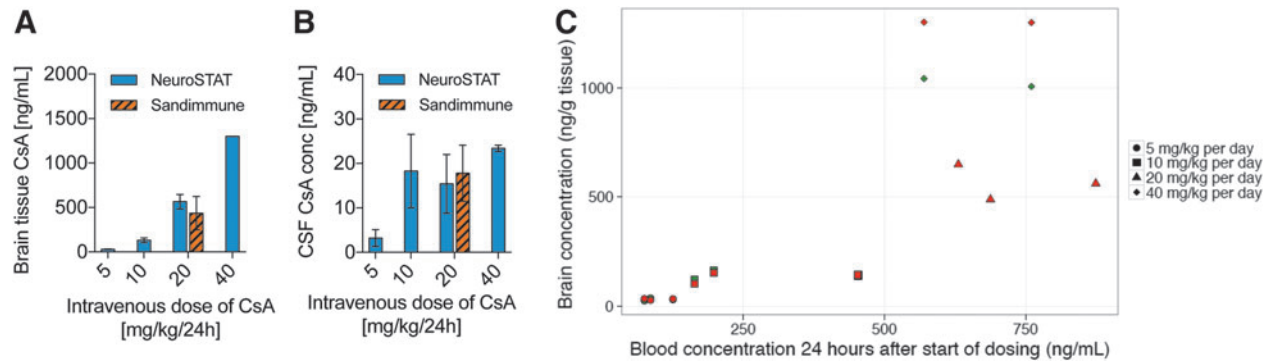 A
Brain tissue CsA [ng/mL]
2000
1500
1000
500
0
NeuroSTAT
Sandimmune
5
10
20
40
Intravenous dose of CsA
[mg/kg/24h]
B
CSF CsA conc [ng/mL]
40
30
20
10
0
NeuroSTAT
Sandimmune
5
10
20
40
Intravenous dose of CsA
[mg/kg/24h]
C
Brain concentration (ng/g tissue)
1000
500
0
250
500
750
Blood concentration 24 hours after start of dosing (ng/mL)
5 mg/kg per day
10 mg/kg per day
20 mg/kg per day
40 mg/kg per day